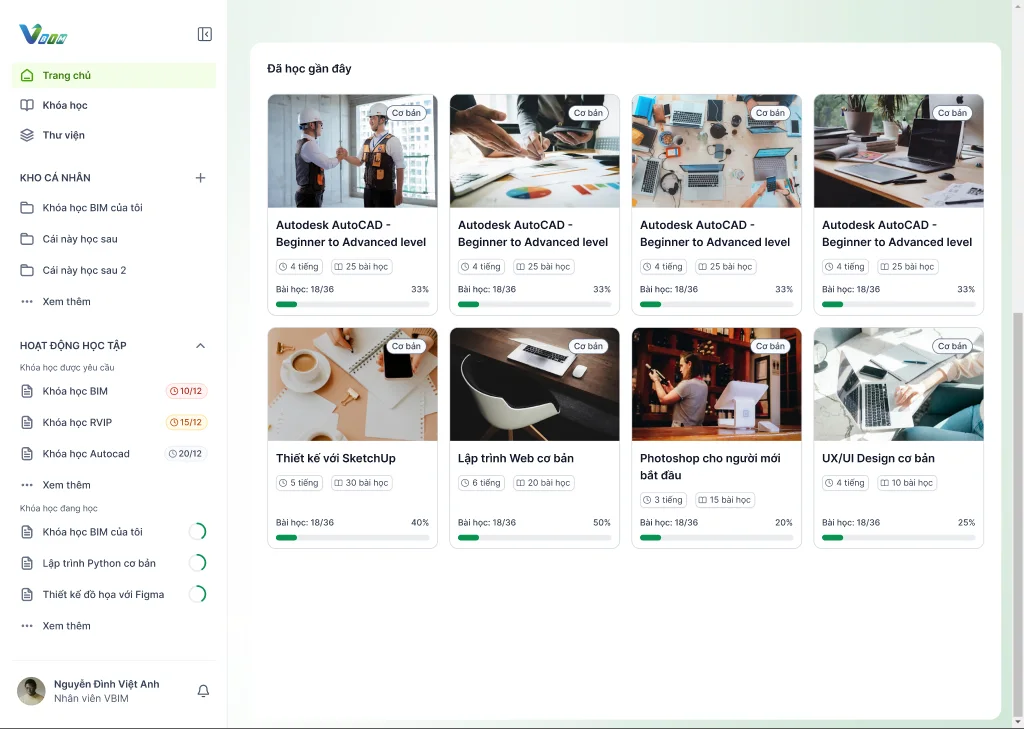 VBIM
Trang chủ
Khóa học
Thư viện
KHO CÁ NHÂN
Khóa học BIM của tôi
Cái này học sau
Cái này học sau 2
Xem thêm
HOẠT ĐỘNG HỌC TẬP
Khóa học được yêu cầu
Khóa học BIM
10/12
Khóa học RVIP
15/12
Khóa học Autocad
20/12
Xem thêm
Khóa học đang học
Khóa học BIM của tôi
Lập trình Python cơ bản
Thiết kế đồ họa với Figma
Xem thêm
Nguyễn Đình Việt Anh
Nhân viên VBIM
Đã học gần đây
Cơ bản
Autodesk AutoCAD -
Beginner to Advanced level
4 tiếng
25 bài học
Bài học: 18/36
33%
Cơ bản
Autodesk AutoCAD -
Beginner to Advanced level
4 tiếng
25 bài học
Bài học: 18/36
33%
Cơ bản
Autodesk AutoCAD -
Beginner to Advanced level
4 tiếng
25 bài học
Bài học: 18/36
33%
Cơ bản
Autodesk AutoCAD -
Beginner to Advanced level
4 tiếng
25 bài học
Bài học: 18/36
33%
Cơ bản
Thiết kế với SketchUp
5 tiếng
30 bài học
Bài học: 18/36
40%
Cơ bản
Lập trình Web cơ bản
6 tiếng
20 bài học
Bài học: 18/36
50%
Cơ bản
Photoshop cho người mới
bắt đầu
3 tiếng
15 bài học
Bài học: 18/36
20%
Cơ bản
UX/UI Design cơ bản
4 tiếng
10 bài học
Bài học: 18/36
25%